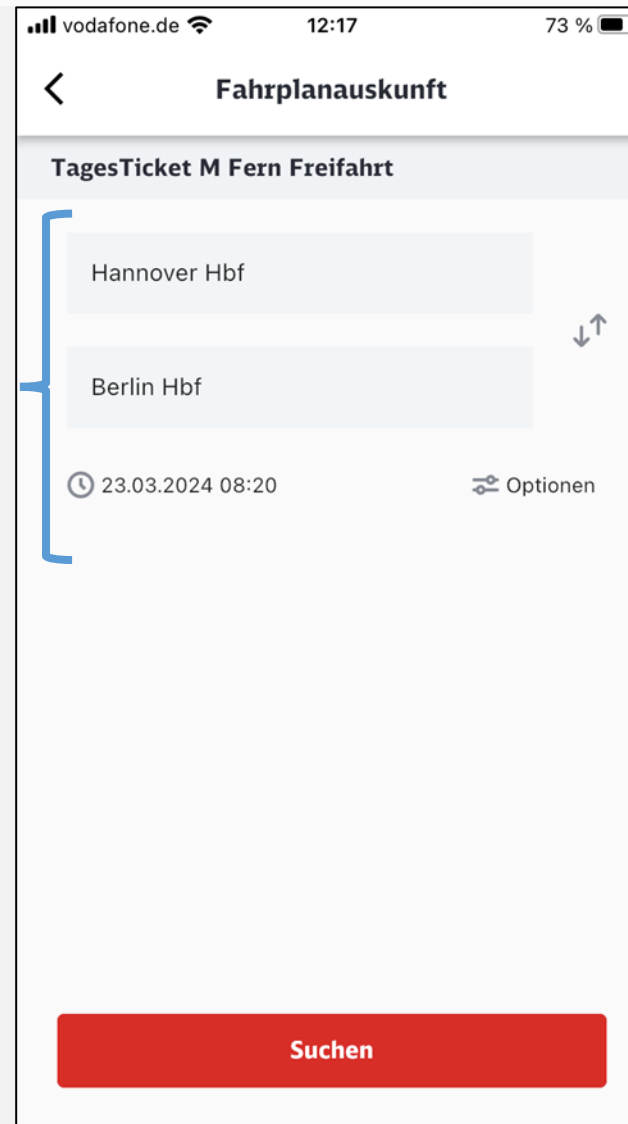 vodafone.de 12:17 73 %
Fahrplanauskunft
TagesTicket M Fern Freifahrt
Hannover Hbf
Berlin Hbf
23.03.2024 08:20 Optionen
Suchen